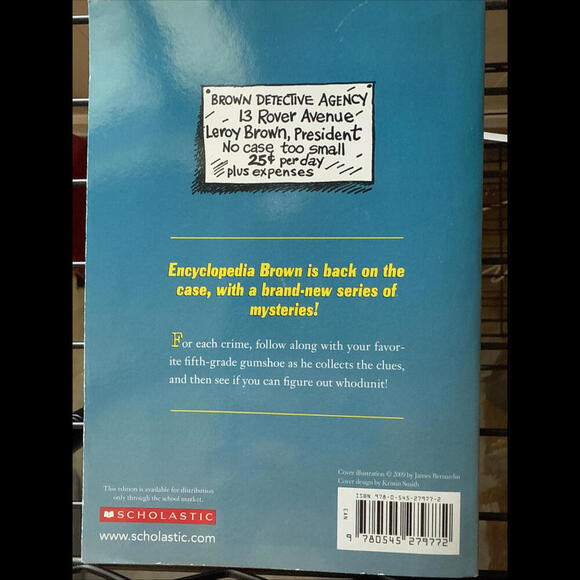 BROWN DETECTIVE AGENCY
13 Rover Avenue
Leroy Brown, President
No case too small
25¢ per day
plus expenses
Encyclopedia Brown is back on the
case, with a brand-new series of
mysteries!
For each crime, follow along with your favor-
ite fifth-grade gumshoe as he collects the clues,
and then see if you can figure out whodunit!
Cover illustration © 2009 by James Bernardin
Cover design by Kristin Smith
This edition is available for distribution
only through the school market.
SCHOLASTIC
www.scholastic.com
ISBN 978-0-545-27977-2
EAN
9 780545 279772